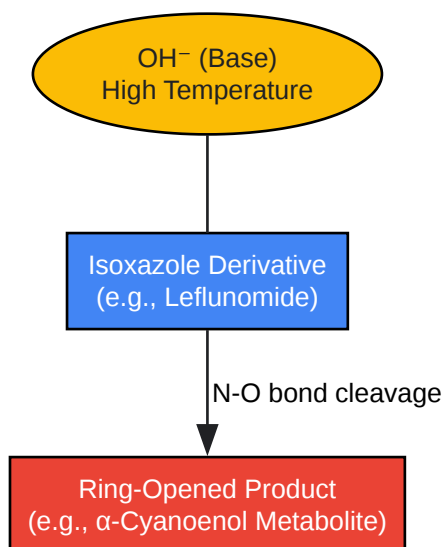 OH⁻ (Base)
High Temperature
Isoxazole Derivative
(e.g., Leflunomide)
N-O bond cleavage
Ring-Opened Product
(e.g., α-Cyanoenol Metabolite)